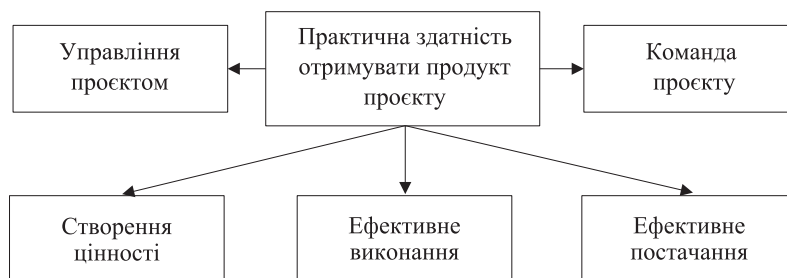 Управління
проєктом
Практична здатність
отримувати продукт
проєкту
Команда
проєкту
Створення
цінності
Ефективне
виконання
Ефективне
постачання